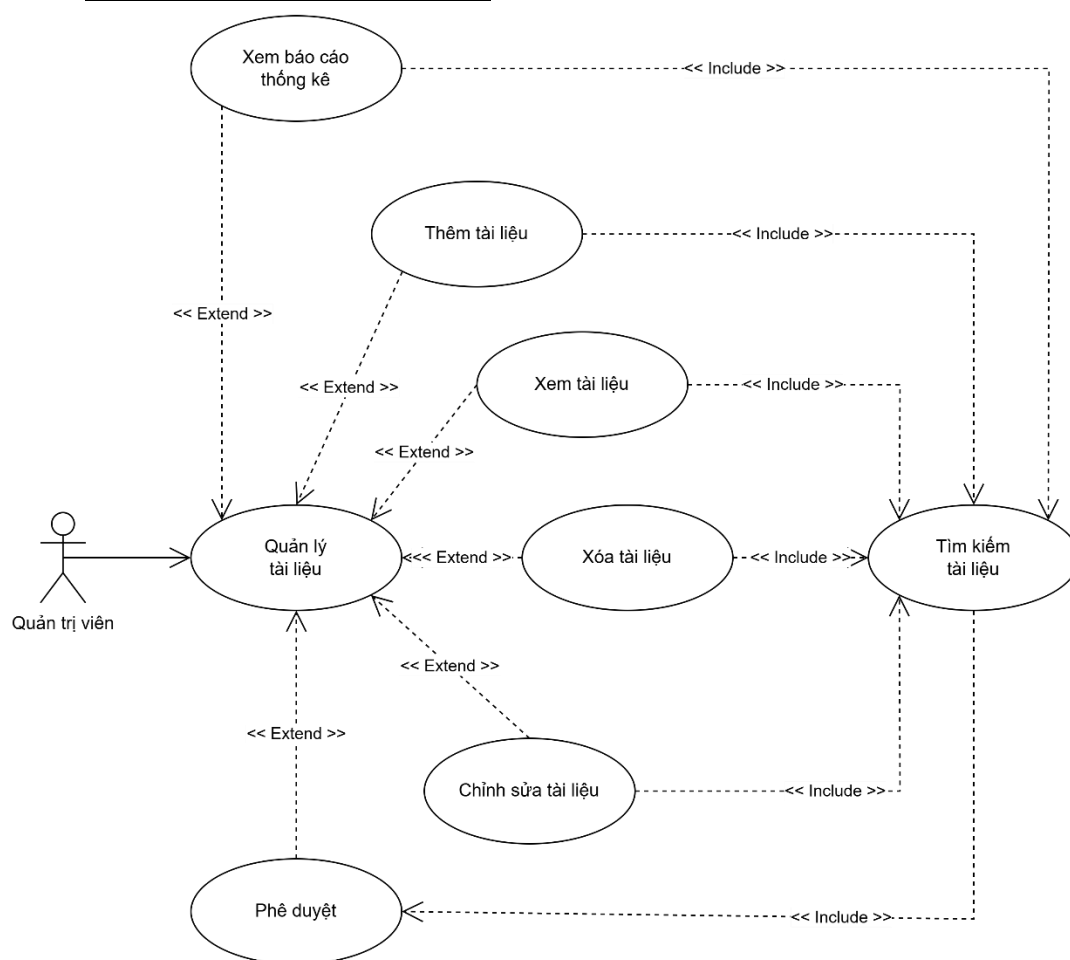 Xem báo cáo
thống kê
<< Include >>
Thêm tài liệu
<< Include >>
<< Extend >>
Xem tài liệu
<< Include >>
<< Extend >>
<< Extend >>
Quản lý
tài liệu
<< Extend >>
Xóa tài liệu
<< Include >>
Tìm kiếm
tài liệu
Quản trị viên
<< Extend >>
<< Extend >>
Chỉnh sửa tài liệu
<< Include >>
Phê duyệt
<< Include >>